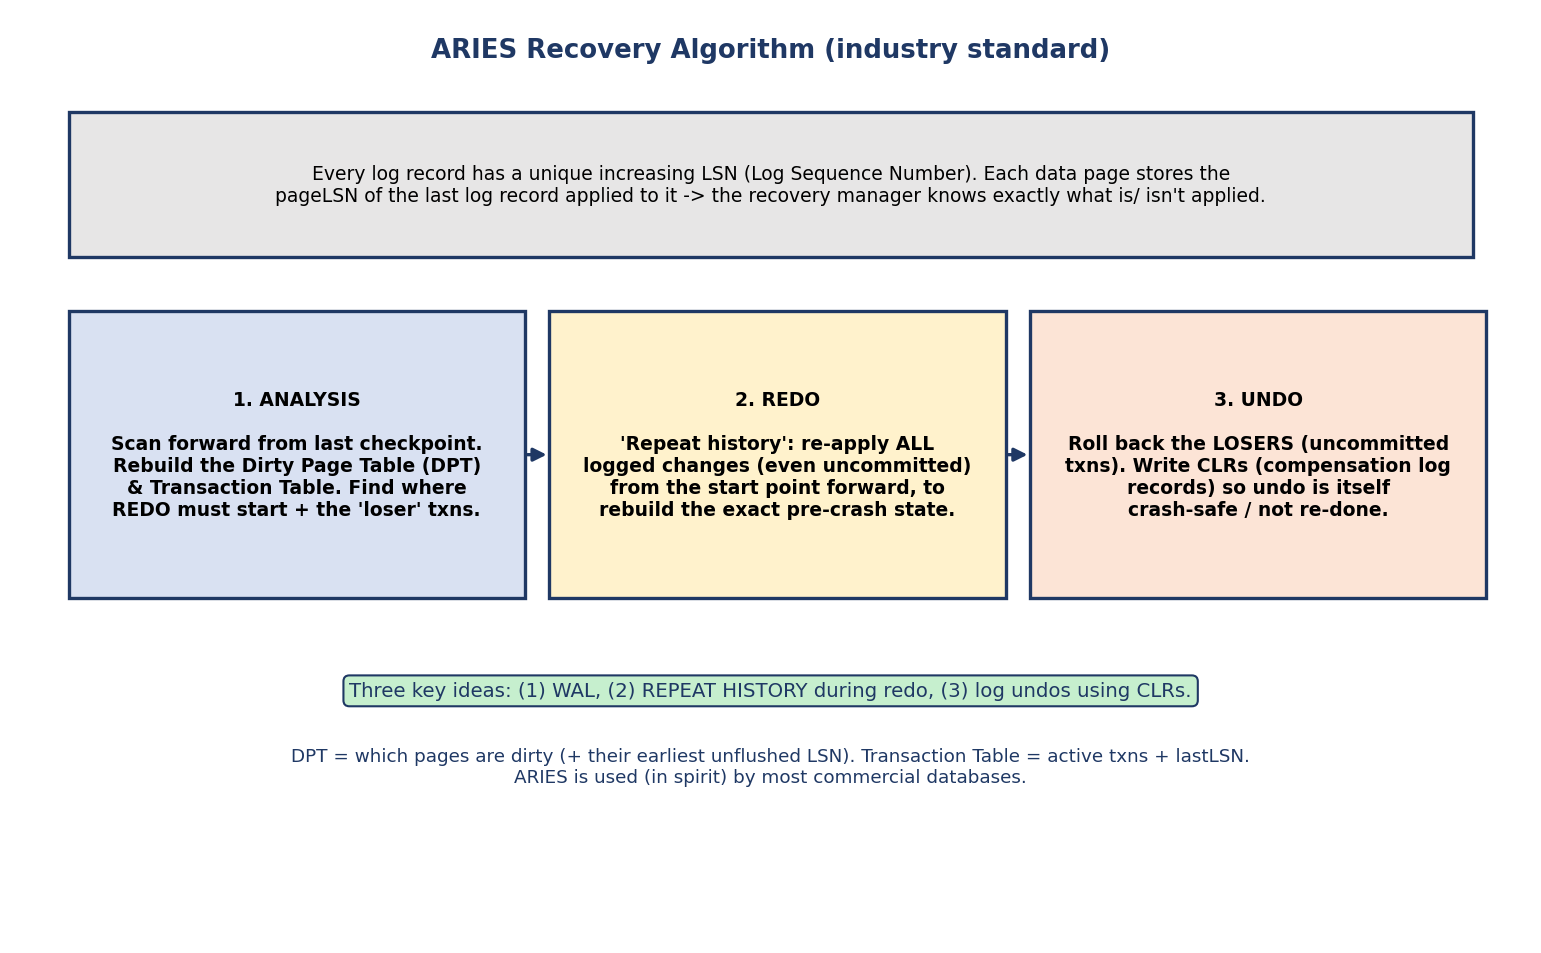 ARIES Recovery Algorithm (industry standard)
Every log record has a unique increasing LSN (Log Sequence Number). Each data page stores the
pageLSN of the last log record applied to it -> the recovery manager knows exactly what is/ isn't applied.
1. ANALYSIS
Scan forward from last checkpoint.
Rebuild the Dirty Page Table (DPT)
& Transaction Table. Find where
REDO must start + the 'loser' txns.
2. REDO
'Repeat history': re-apply ALL
logged changes (even uncommitted)
from the start point forward, to
rebuild the exact pre-crash state.
3. UNDO
Roll back the LOSERS (uncommitted
txns). Write CLRs (compensation log
records) so undo is itself
crash-safe / not re-done.
Three key ideas: (1) WAL, (2) REPEAT HISTORY during redo, (3) log undos using CLRs.
DPT = which pages are dirty (+ their earliest unflushed LSN). Transaction Table = active txns + lastLSN.
ARIES is used (in spirit) by most commercial databases.